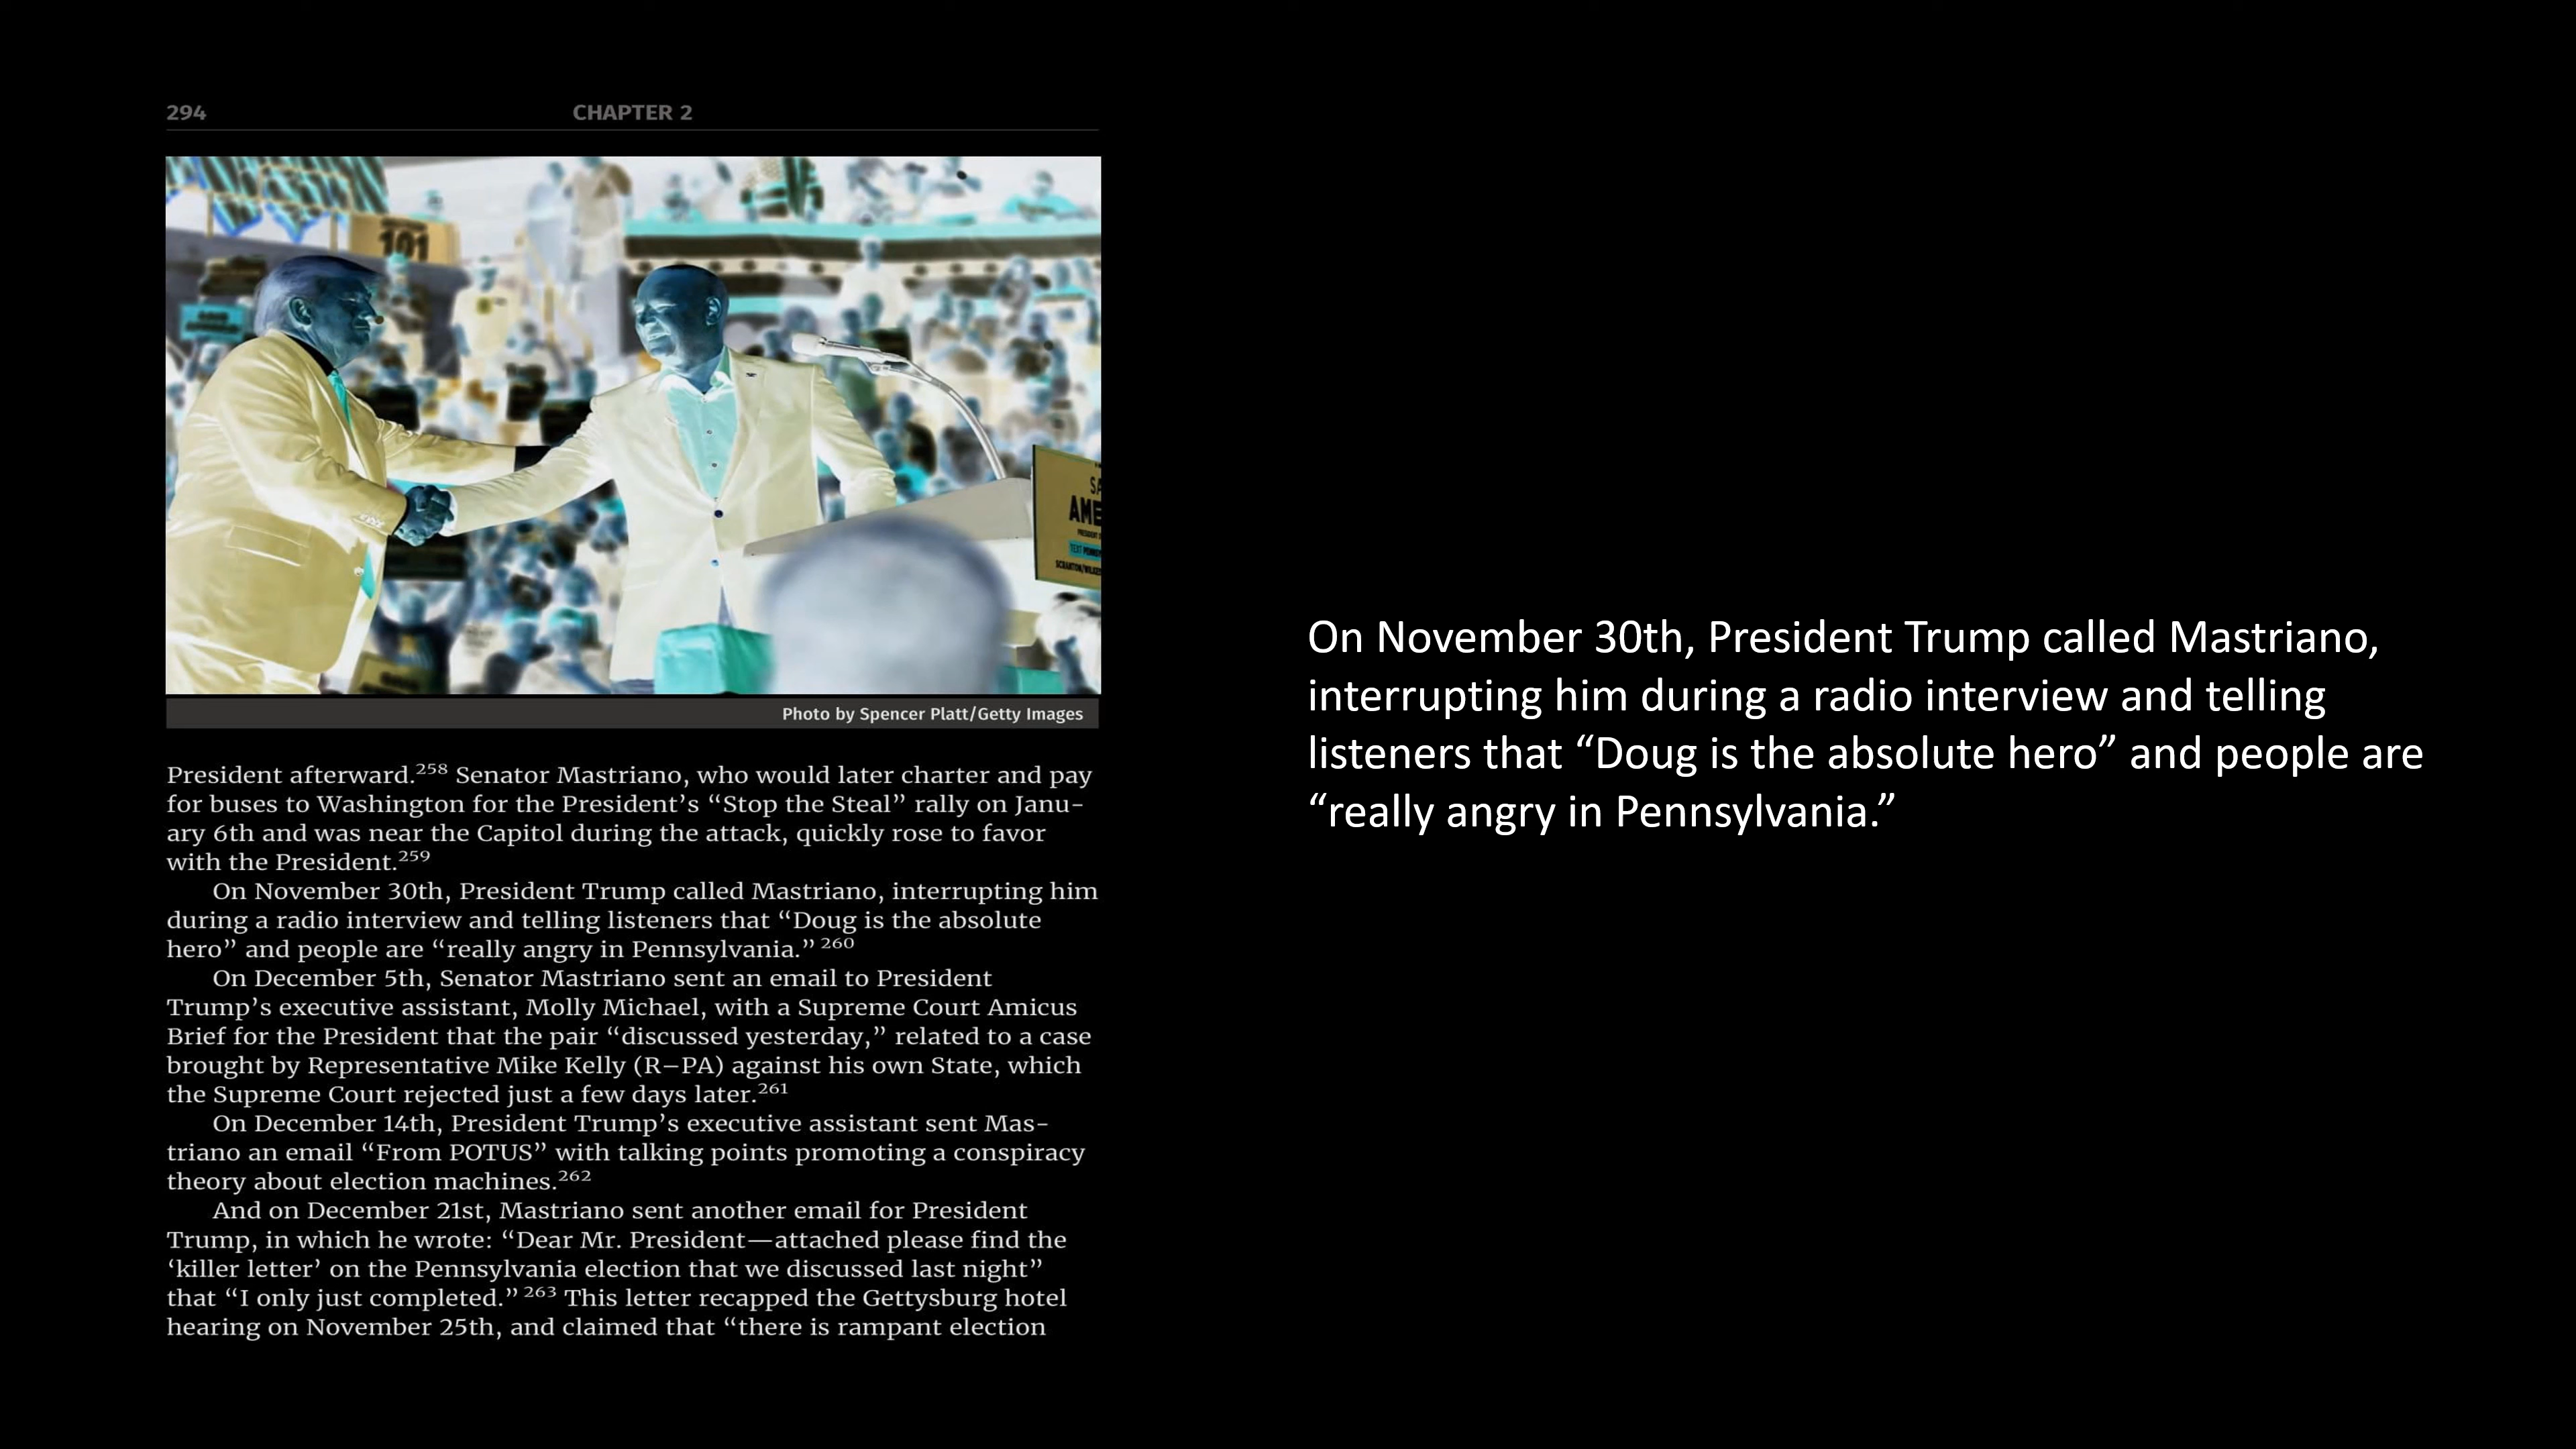 294
CHAPTER 2
101
SA
AME
PRESIDENT
TEXT PENNSY
SCRANTON/WILKES
Photo by Spencer Platt/Getty Images
President afterward.258 Senator Mastriano, who would later charter and pay
for buses to Washington for the President’s “Stop the Steal” rally on Janu-
ary 6th and was near the Capitol during the attack, quickly rose to favor
with the President.259
On November 30th, President Trump called Mastriano, interrupting him
during a radio interview and telling listeners that “Doug is the absolute
hero” and people are “really angry in Pennsylvania.” 260
On December 5th, Senator Mastriano sent an email to President
Trump’s executive assistant, Molly Michael, with a Supreme Court Amicus
Brief for the President that the pair “discussed yesterday,” related to a case
brought by Representative Mike Kelly (R–PA) against his own State, which
the Supreme Court rejected just a few days later.261
On December 14th, President Trump’s executive assistant sent Mas-
triano an email “From POTUS” with talking points promoting a conspiracy
theory about election machines.262
And on December 21st, Mastriano sent another email for President
Trump, in which he wrote: “Dear Mr. President—attached please find the
‘killer letter’ on the Pennsylvania election that we discussed last night”
that “I only just completed.” 263 This letter recapped the Gettysburg hotel
hearing on November 25th, and claimed that “there is rampant election
On November 30th, President Trump called Mastriano,
interrupting him during a radio interview and telling
listeners that “Doug is the absolute hero” and people are
“really angry in Pennsylvania.”